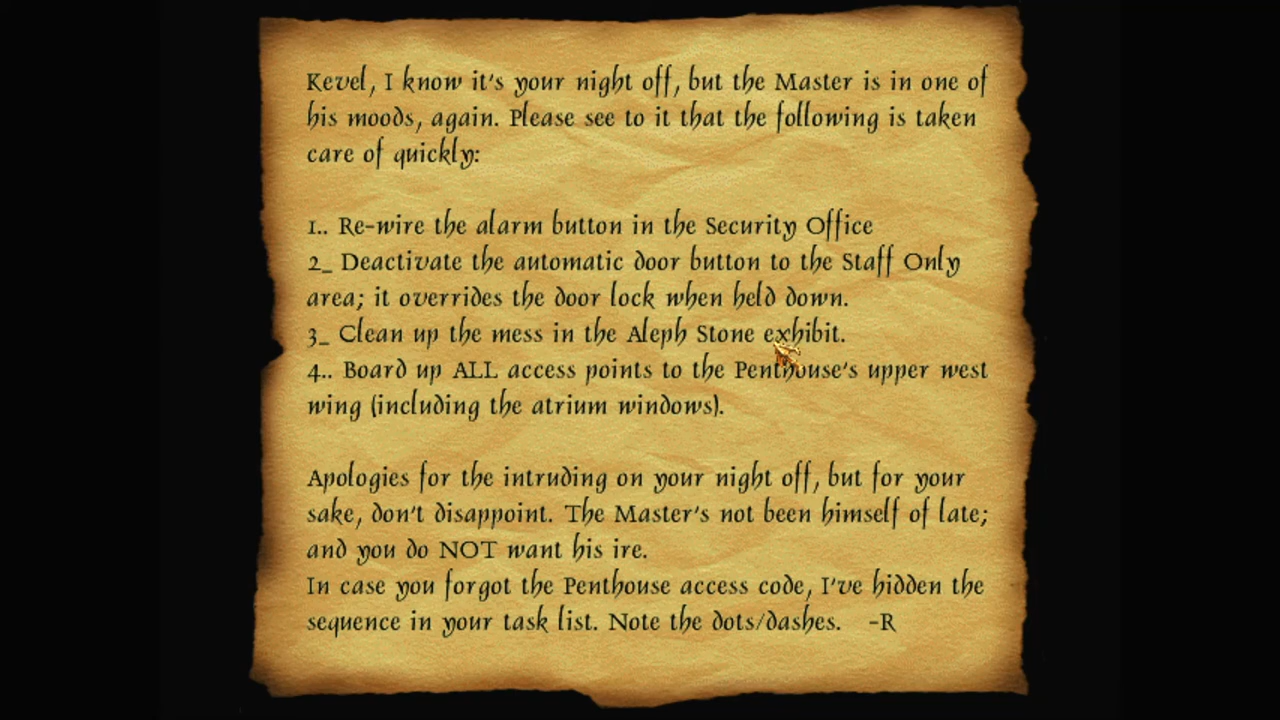 Kevel, I know it's your night off, but the Master is in one of
his moods, again. Please see to it that the following is taken
care of quickly:
1.. Re-wire the alarm button in the Security Office
2_ Deactivate the automatic door button to the Staff Only
area; it overrides the door lock when held down.
3_ Clean up the mess in the Aleph Stone exhibit.
4.. Board up ALL access points to the Penthouse's upper west
wing (including the atrium windows).
Apologies for the intruding on your night off, but for your
sake, don't disappoint. The Master's not been himself of late;
and you do NOT want his ire.
In case you forgot the Penthouse access code, I've hidden the
sequence in your task list. Note the dots/dashes. -R